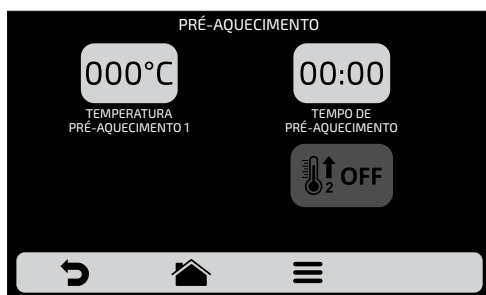 PRÉ-AQUECIMENTO
000°C
00:00
TEMPERATURA
PRÉ-AQUECIMENTO 1
TEMPO DE
PRÉ-AQUECIMENTO
2 OFF